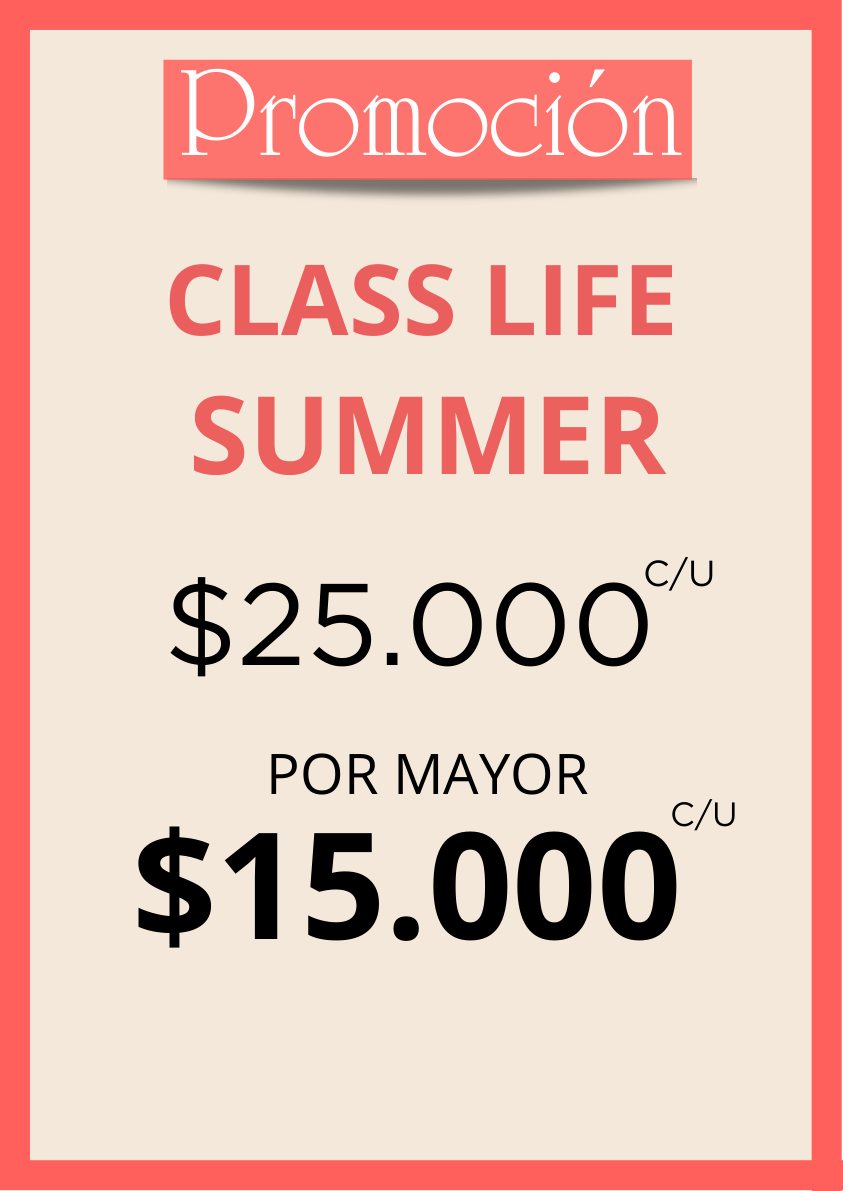 Promoción
CLASS LIFE
SUMMER
$25.000 C/U
POR MAYOR
$15.000 C/U